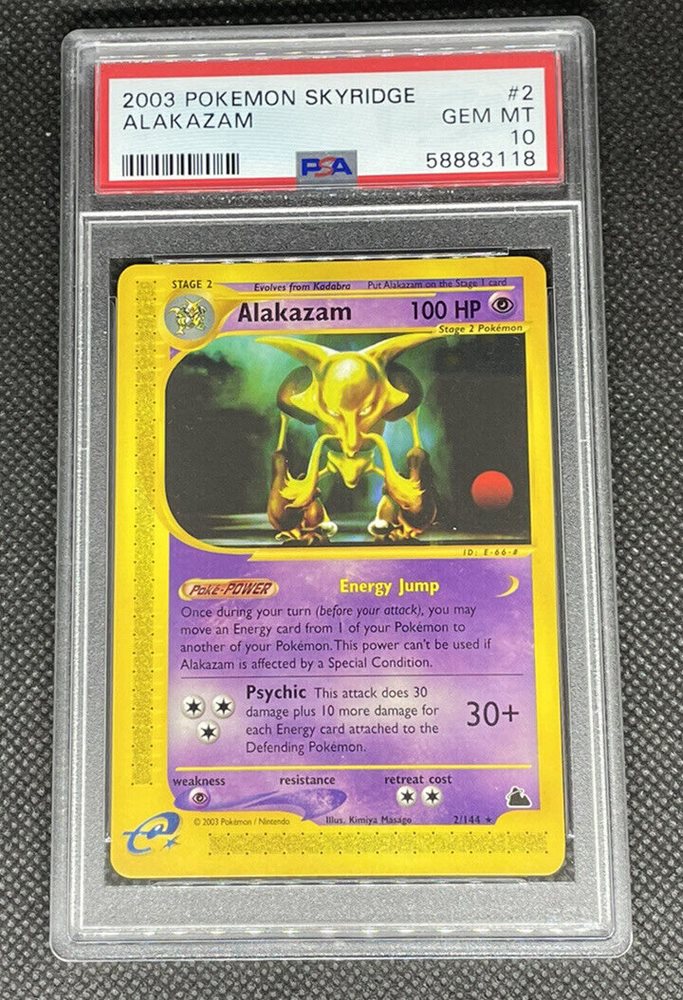 2003 POKEMON SKYRIDGE #2
ALAKAZAM GEM MT
10
PSA 58883118
STAGE 2 Evolves from Kadabra Put Alakazam on the Stage 1 card
Alakazam 100 HP
Stage 2 Pokémon
ID: E-66-#
Poké-POWER Energy Jump
Once during your turn (before your attack), you may
move an Energy card from 1 of your Pokémon to
another of your Pokémon. This power can't be used if
Alakazam is affected by a Special Condition.
Psychic This attack does 30
damage plus 10 more damage for
each Energy card attached to the
Defending Pokémon.
30+
weakness resistance retreat cost
© 2003 Pokémon / Nintendo Illus. Kimiya Masago 2/144 ★
e